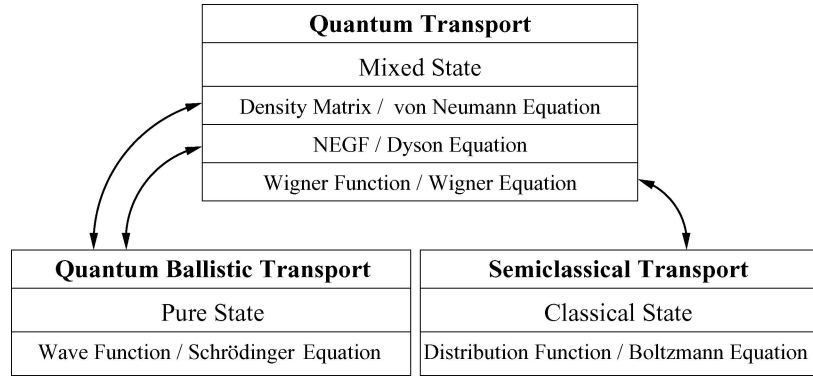 Quantum Transport
Mixed State
Density Matrix / von Neumann Equation
NEGF / Dyson Equation
Wigner Function / Wigner Equation
Quantum Ballistic Transport
Pure State
Wave Function / Schrödinger Equation
Semiclassical Transport
Classical State
Distribution Function / Boltzmann Equation